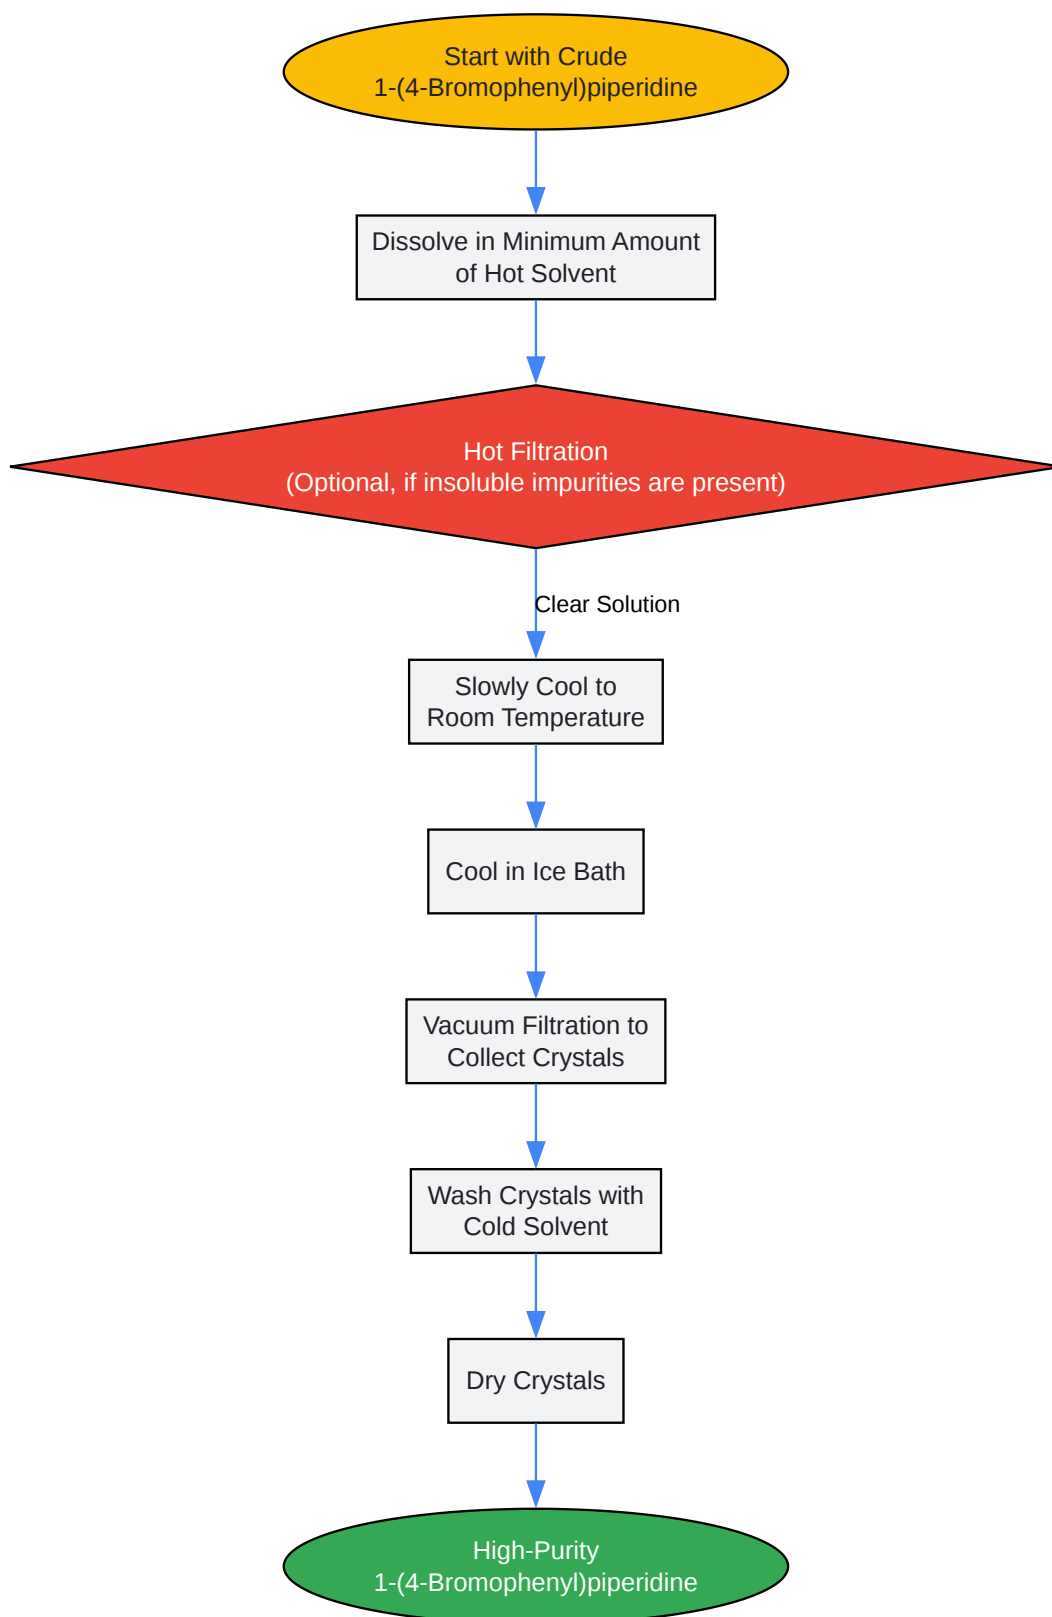 Start with Crude
1-(4-Bromophenyl)piperidine
Dissolve in Minimum Amount
of Hot Solvent
Hot Filtration
(Optional, if insoluble impurities are present)
Clear Solution
Slowly Cool to
Room Temperature
Cool in Ice Bath
Vacuum Filtration to
Collect Crystals
Wash Crystals with
Cold Solvent
Dry Crystals
High-Purity
1-(4-Bromophenyl)piperidine